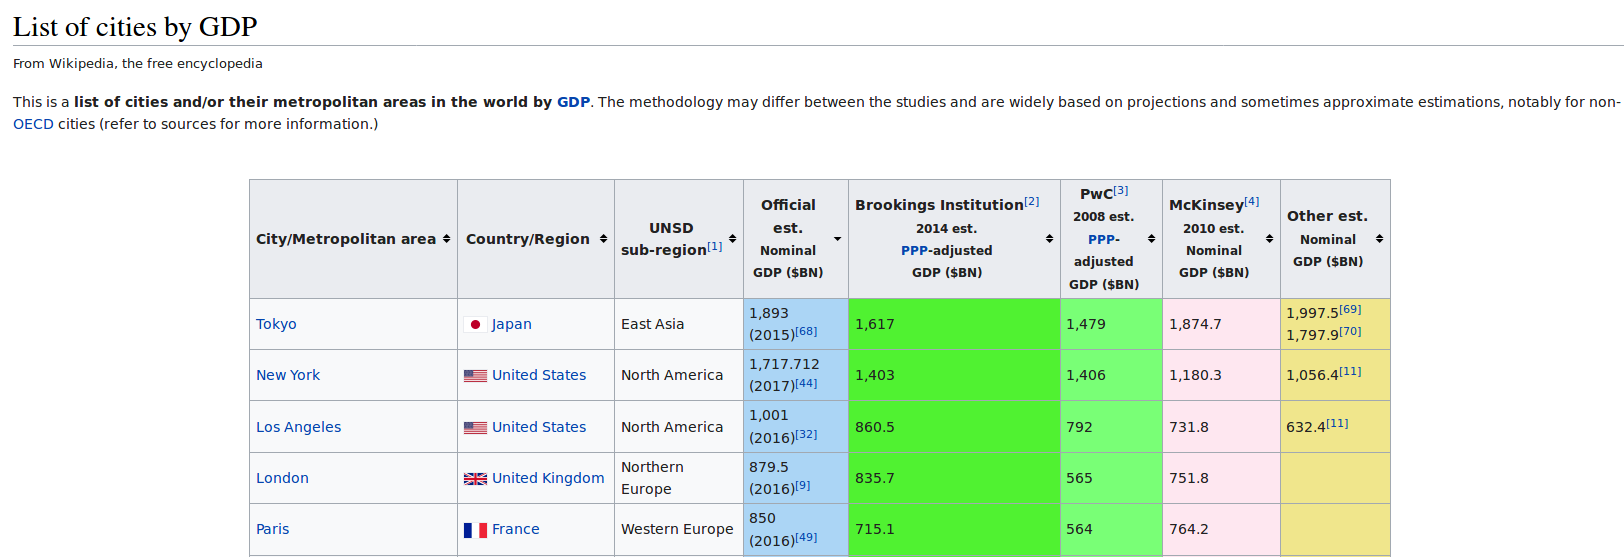 List of cities by GDP
From Wikipedia, the free encyclopedia
This is a list of cities and/or their metropolitan areas in the world by GDP. The methodology may differ between the studies and are widely based on projections and sometimes approximate estimations, notably for non-
OECD cities (refer to sources for more information.)
City/Metropolitan area
Country/Region
UNSD
sub-region[1]
Official
est.
Nominal
GDP ($BN)
Brookings Institution[2]
2014 est.
PPP-adjusted
GDP ($BN)
PwC[3]
2008 est.
PPP-
adjusted
GDP ($BN)
McKinsey[4]
2010 est.
Nominal
GDP ($BN)
Other est.
Nominal
GDP ($BN)
Tokyo
Japan
East Asia
1,893
(2015)[68]
1,617
1,479
1,874.7
1,997.5[69]
1,797.9[70]
New York
United States
North America
1,717.712
(2017)[44]
1,403
1,406
1,180.3
1,056.4[11]
Los Angeles
United States
North America
1,001
(2016)[32]
860.5
792
731.8
632.4[11]
London
United Kingdom
Northern
Europe
879.5
(2016)[9]
835.7
565
751.8
Paris
France
Western Europe
850
(2016)[49]
715.1
564
764.2